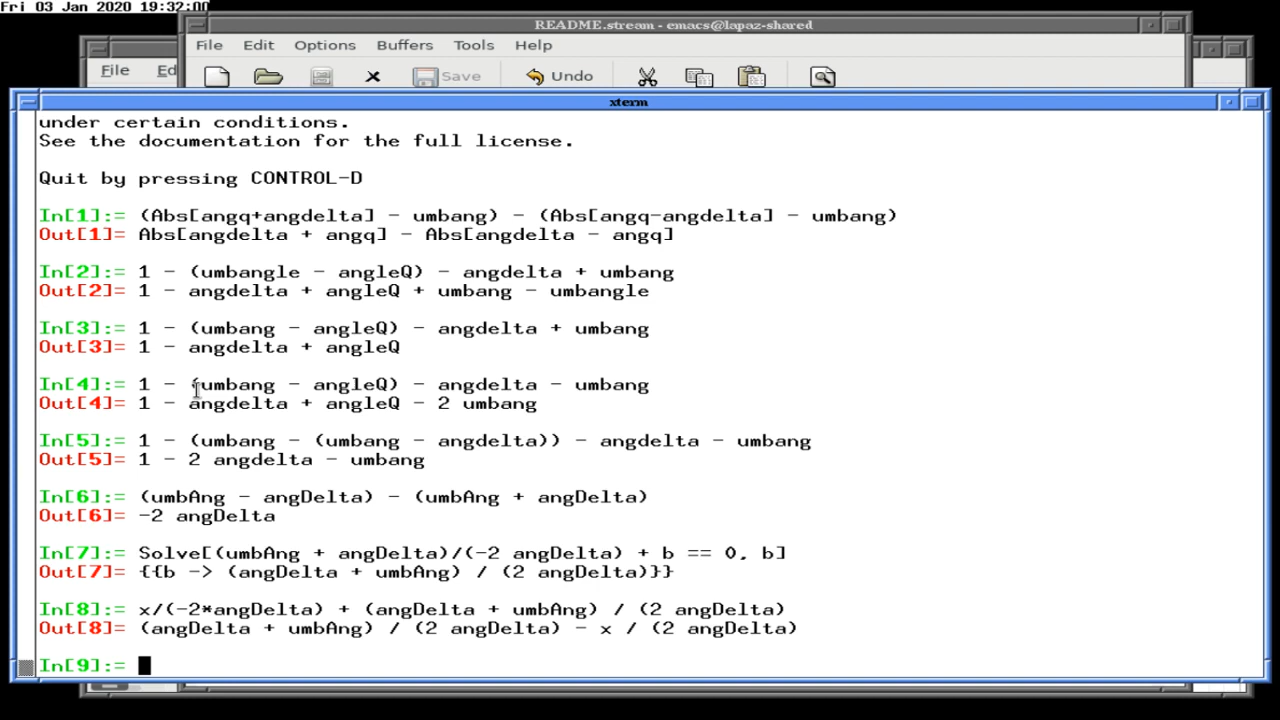 Fri 03 Jan 2020 19:32:00
README.stream - emacs@lapaz-shared
File Edit Options Buffers Tools Help
File Ed
Save Undo
xterm
under certain conditions.
See the documentation for the full license.
Quit by pressing CONTROL-D
In[1]:= (Abs[angq+angdelta] - umbang) - (Abs[angq-angdelta] - umbang)
Out[1]= Abs[angdelta + angq] - Abs[angdelta - angq]
In[2]:= 1 - (umbangle - angleQ) - angdelta + umbang
Out[2]= 1 - angdelta + angleQ + umbang - umbangle
In[3]:= 1 - (umbang - angleQ) - angdelta + umbang
Out[3]= 1 - angdelta + angleQ
In[4]:= 1 - (umbang - angleQ) - angdelta - umbang
Out[4]= 1 - angdelta + angleQ - 2 umbang
In[5]:= 1 - (umbang - (umbang - angdelta)) - angdelta - umbang
Out[5]= 1 - 2 angdelta - umbang
In[6]:= (umbAng - angDelta) - (umbAng + angDelta)
Out[6]= -2 angDelta
In[7]:= Solve[(umbAng + angDelta)/(-2 angDelta) + b == 0, b]
Out[7]= {{b -> (angDelta + umbAng) / (2 angDelta)}}
In[8]:= x/(-2*angDelta) + (angDelta + umbAng) / (2 angDelta)
Out[8]= (angDelta + umbAng) / (2 angDelta) - x / (2 angDelta)
In[9]:=